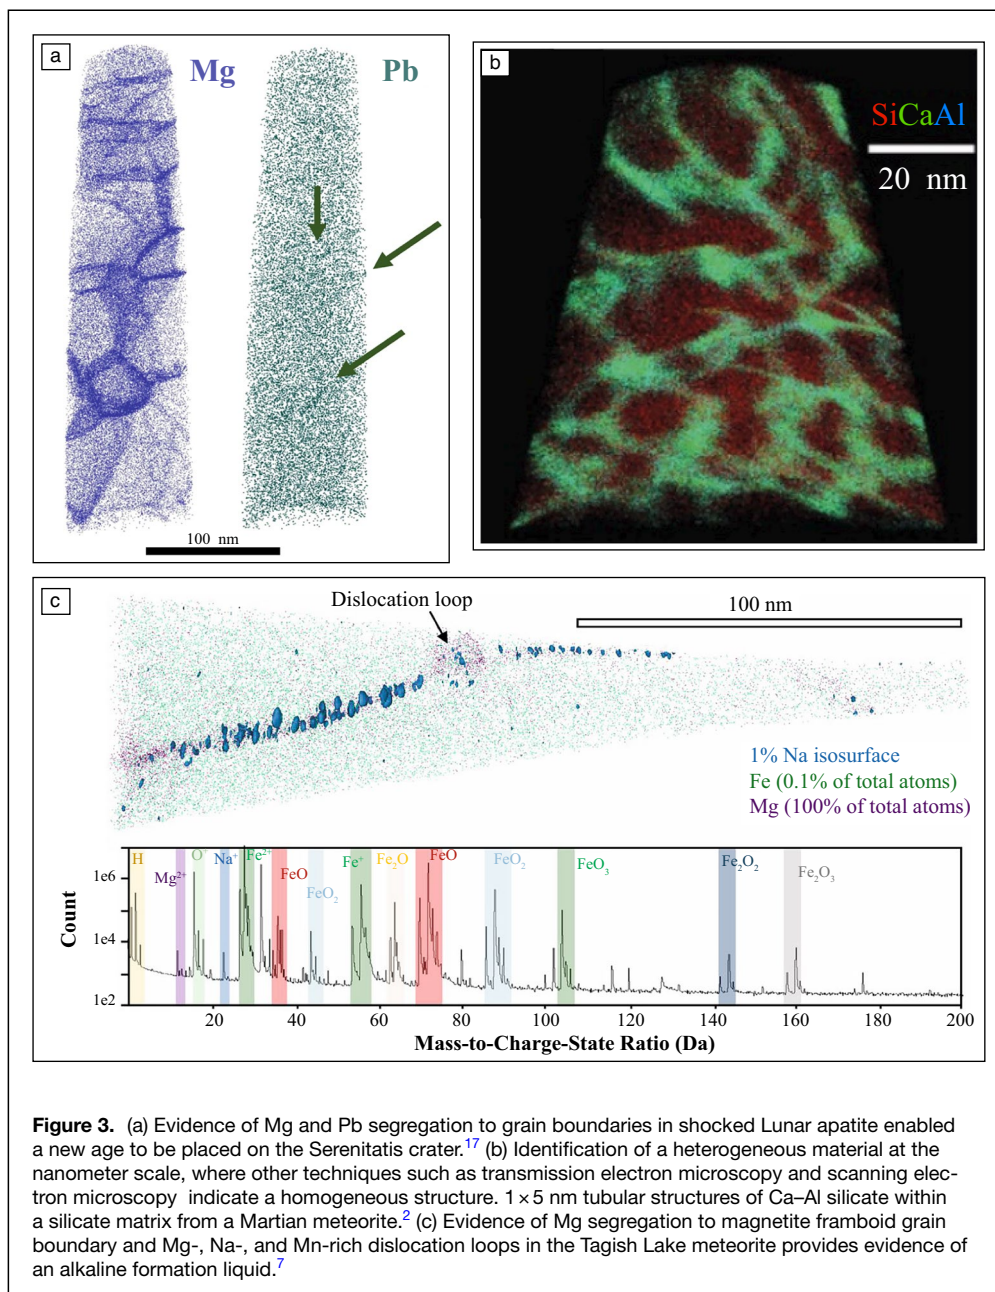 a
Mg
Pb
100 nm
b
SiCaAl
20 nm
c
Dislocation loop
100 nm
1% Na isosurface
Fe (0.1% of total atoms)
Mg (100% of total atoms)
H
Mg²⁺
O⁺
Na⁺
Fe²⁺
FeO
FeO₂
Fe⁺
Fe₂O
FeO
FeO₂
FeO₃
Fe₂O₂
Fe₂O₃
Count
1e6
1e4
1e2
20 40 60 80 100 120 140 160 180 200
Mass-to-Charge-State Ratio (Da)
Figure 3. (a) Evidence of Mg and Pb segregation to grain boundaries in shocked Lunar apatite enabled
a new age to be placed on the Serenitatis crater.¹⁷ (b) Identification of a heterogeneous material at the
nanometer scale, where other techniques such as transmission electron microscopy and scanning elec-
tron microscopy indicate a homogeneous structure. 1 × 5 nm tubular structures of Ca–Al silicate within
a silicate matrix from a Martian meteorite.² (c) Evidence of Mg segregation to magnetite framboid grain
boundary and Mg-, Na-, and Mn-rich dislocation loops in the Tagish Lake meteorite provides evidence of
an alkaline formation liquid.⁷